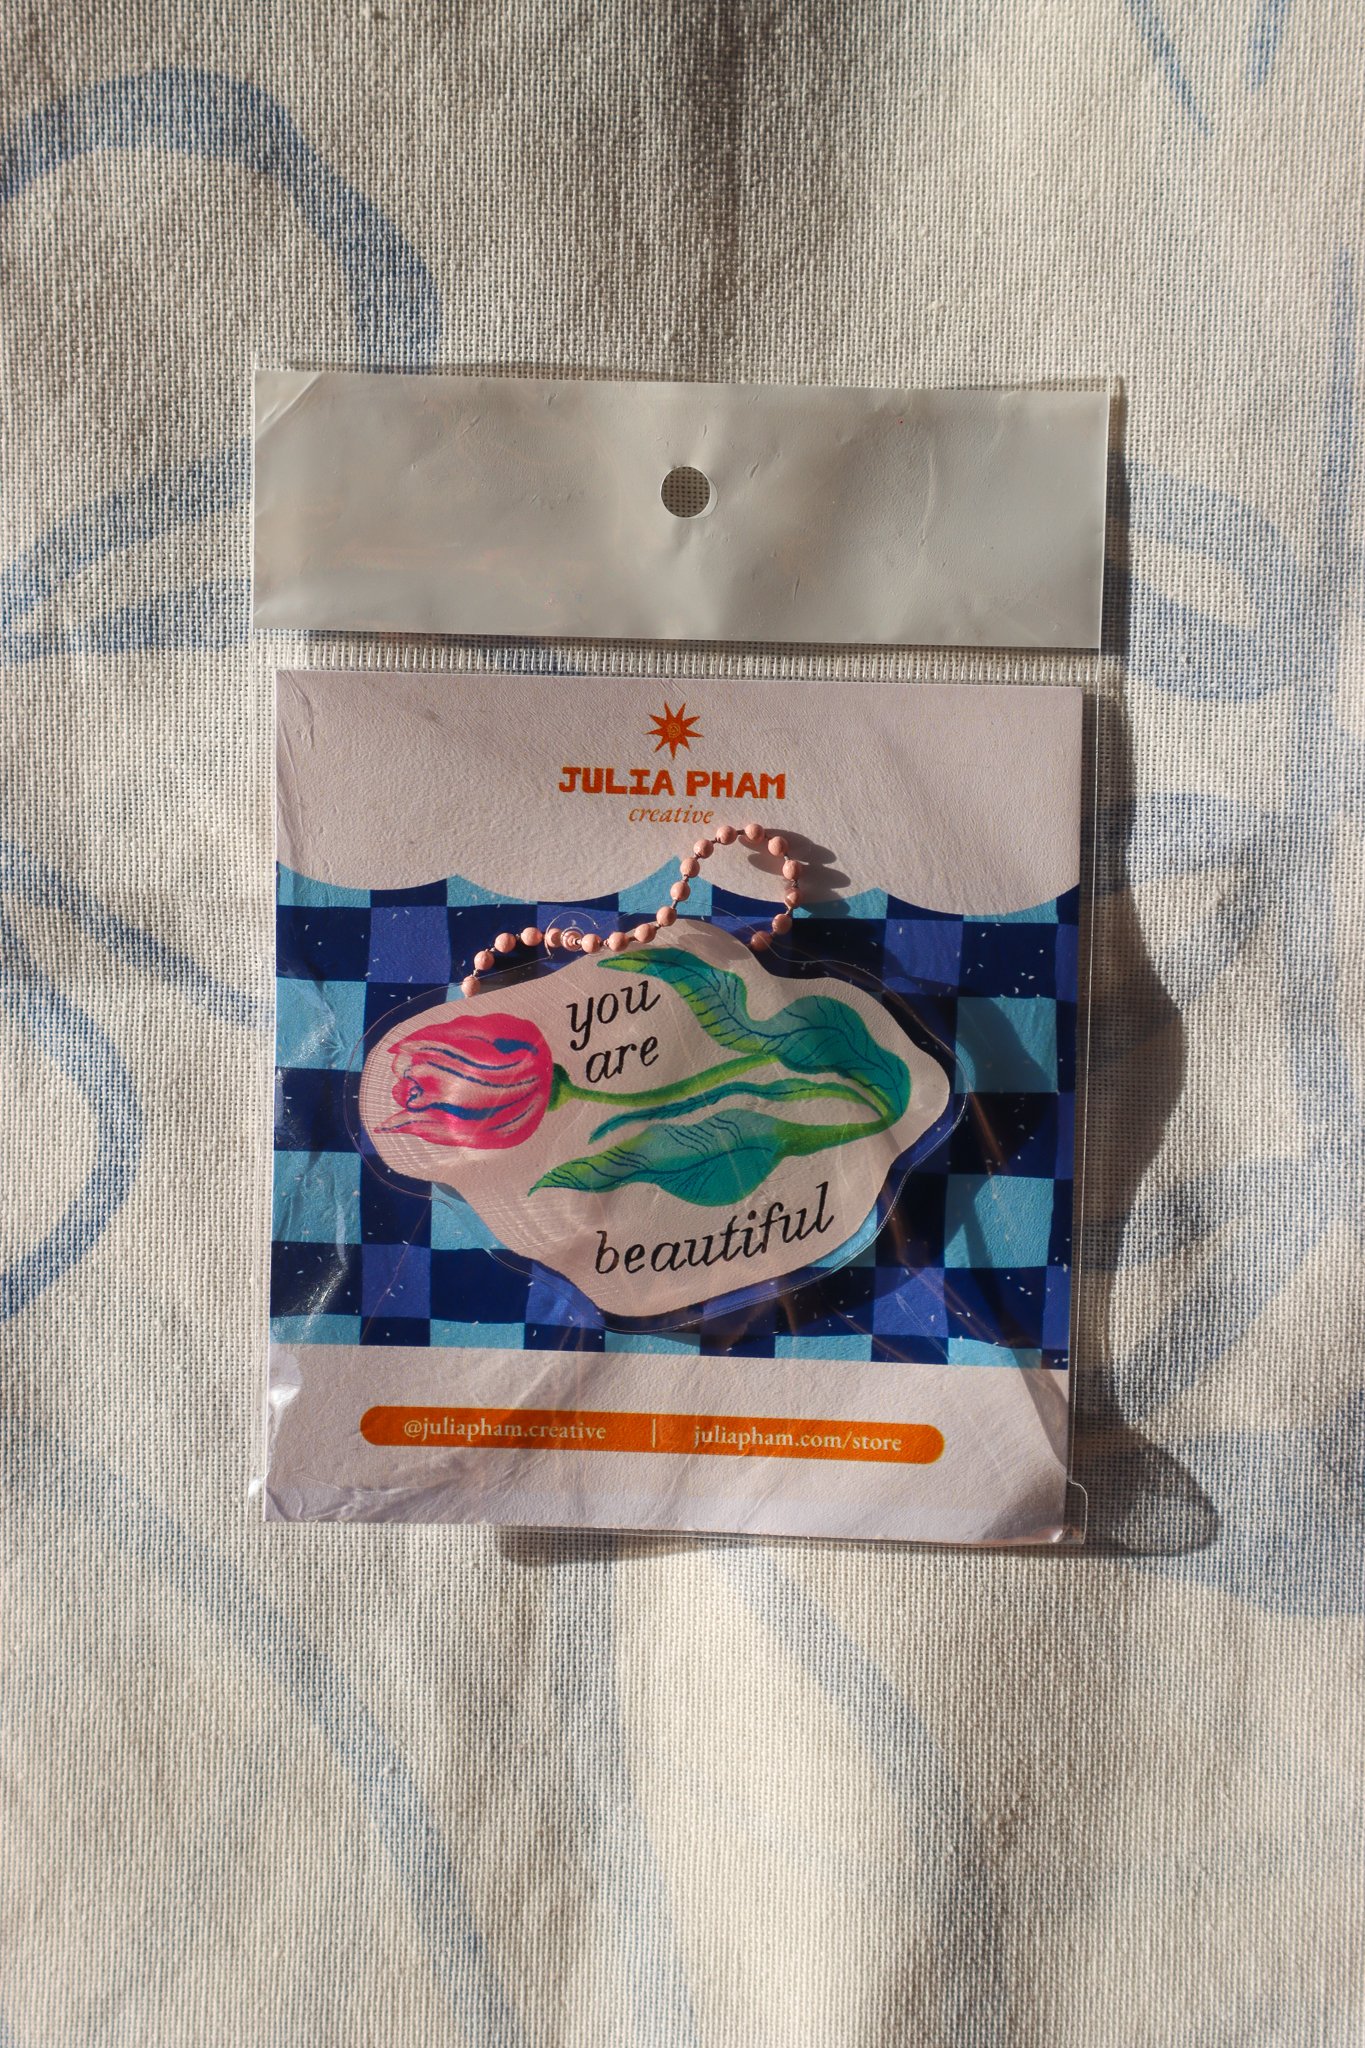 JULIA PHAM
creative
you
are
beautiful
@juliapham.creative | juliapham.com/store